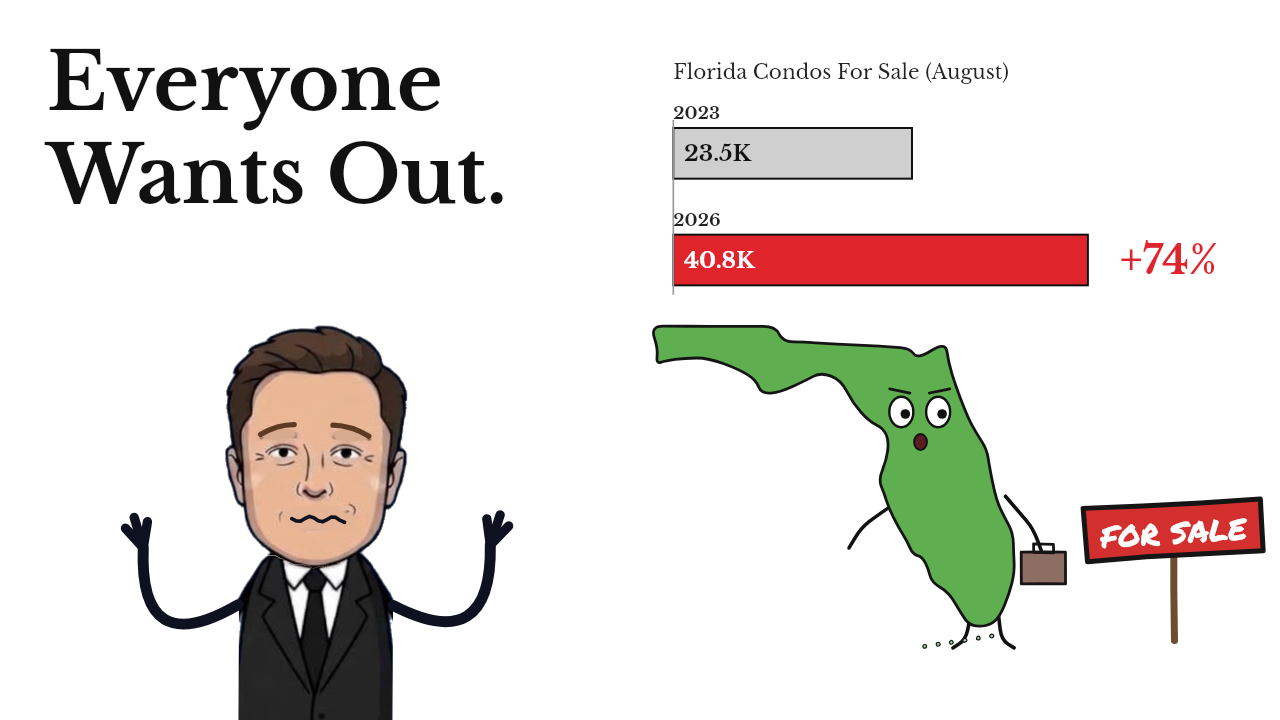 Everyone
Wants Out.
Florida Condos For Sale (August)
2023
23.5K
2026
40.8K
+74%
FOR SALE